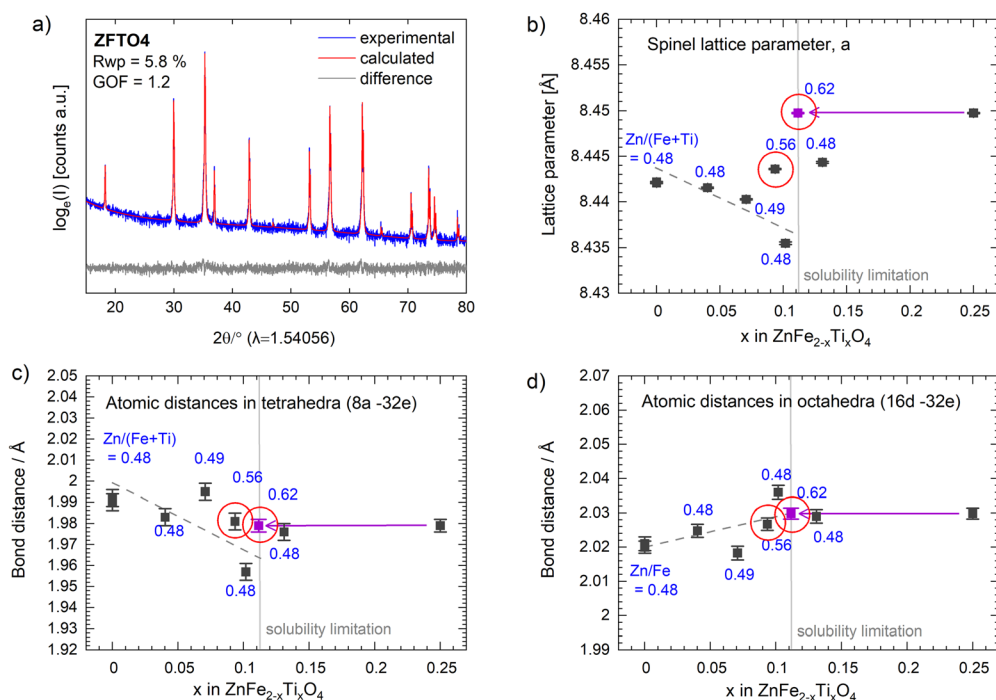 a)
ZFTO4
Rwp = 5.8 %
GOF = 1.2
experimental
calculated
difference
logₑ(I) [counts a.u.]
20 30 40 50 60 70 80
2θ/° (λ=1.54056)
b)
Spinel lattice parameter, a
8.46
8.455
8.45
8.445
8.44
8.435
8.43
Lattice parameter [Å]
0.62
Zn/(Fe+Ti)
= 0.48
0.56
0.48
0.48
0.49
0.48
solubility limitation
0 0.05 0.1 0.15 0.2 0.25
x in ZnFe₂₋ₓTiₓO₄
c)
Atomic distances in tetrahedra (8a -32e)
2.05
2.04
2.03
2.02
2.01
2
1.99
1.98
1.97
1.96
1.95
1.94
1.93
1.92
Bond distance / Å
Zn/(Fe+Ti)
= 0.48
0.49
0.56
0.62
0.48
0.48
0.48
solubility limitation
0 0.05 0.10 0.15 0.20 0.25
x in ZnFe₂₋ₓTiₓO₄
d)
Atomic distances in octahedra (16d -32e)
2.07
2.06
2.05
2.04
2.03
2.02
2.01
2
1.99
Bond distance / Å
0.48
0.62
0.48
0.56
0.48
0.49
Zn/Fe
= 0.48
solubility limitation
0 0.05 0.10 0.15 0.20 0.25
x in ZnFe₂₋ₓTiₓO₄